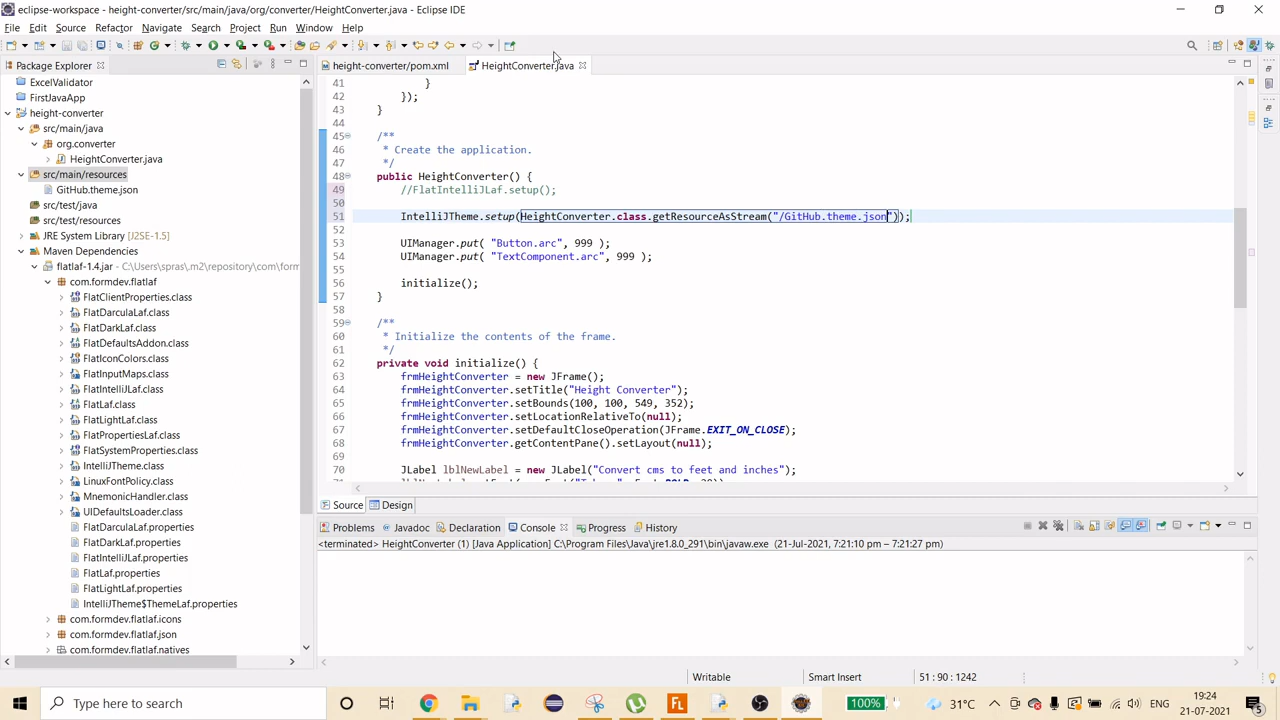 eclipse-workspace - height-converter/src/main/java/org/converter/HeightConverter.java - Eclipse IDE
File Edit Source Refactor Navigate Search Project Run Window Help
Package Explorer
ExcelValidator
FirstJavaApp
height-converter
src/main/java
org.converter
HeightConverter.java
src/main/resources
GitHub.theme.json
src/test/java
src/test/resources
JRE System Library [J2SE-1.5]
Maven Dependencies
flatlaf-1.4.jar - C:\Users\spras\.m2\repository\com\form
com.formdev.flatlaf
FlatClientProperties.class
FlatDarculaLaf.class
FlatDarkLaf.class
FlatDefaultsAddon.class
FlatIconColors.class
FlatInputMaps.class
FlatIntelliJLaf.class
FlatLaf.class
FlatLightLaf.class
FlatPropertiesLaf.class
FlatSystemProperties.class
IntelliJTheme.class
LinuxFontPolicy.class
MnemonicHandler.class
UIDefaultsLoader.class
FlatDarculaLaf.properties
FlatDarkLaf.properties
FlatIntelliJLaf.properties
FlatLaf.properties
FlatLightLaf.properties
IntelliJTheme$ThemeLaf.properties
com.formdev.flatlaf.icons
com.formdev.flatlaf.json
com.formdev.flatlaf.natives
height-converter/pom.xml HeightConverter.java
41 }
42 });
43 }
44
45 /**
46 * Create the application.
47 */
48 public HeightConverter() {
49 //FlatIntelliJLaf.setup();
50
51 IntelliJTheme.setup(HeightConverter.class.getResourceAsStream("/GitHub.theme.json"));
52
53 UIManager.put( "Button.arc", 999 );
54 UIManager.put( "TextComponent.arc", 999 );
55
56 initialize();
57 }
58
59 /**
60 * Initialize the contents of the frame.
61 */
62 private void initialize() {
63 frmHeightConverter = new JFrame();
64 frmHeightConverter.setTitle("Height Converter");
65 frmHeightConverter.setBounds(100, 100, 549, 352);
66 frmHeightConverter.setLocationRelativeTo(null);
67 frmHeightConverter.setDefaultCloseOperation(JFrame.EXIT_ON_CLOSE);
68 frmHeightConverter.getContentPane().setLayout(null);
69
70 JLabel lblNewLabel = new JLabel("Convert cms to feet and inches");
Source Design
Problems Javadoc Declaration Console Progress History
<terminated> HeightConverter (1) [Java Application] C:\Program Files\Java\jre1.8.0_291\bin\javaw.exe (21-Jul-2021, 7:21:10 pm – 7:21:27 pm)
Writable Smart Insert 51 : 90 : 1242
Type here to search
FL
100%
31°C
19:24
21-07-2021
5